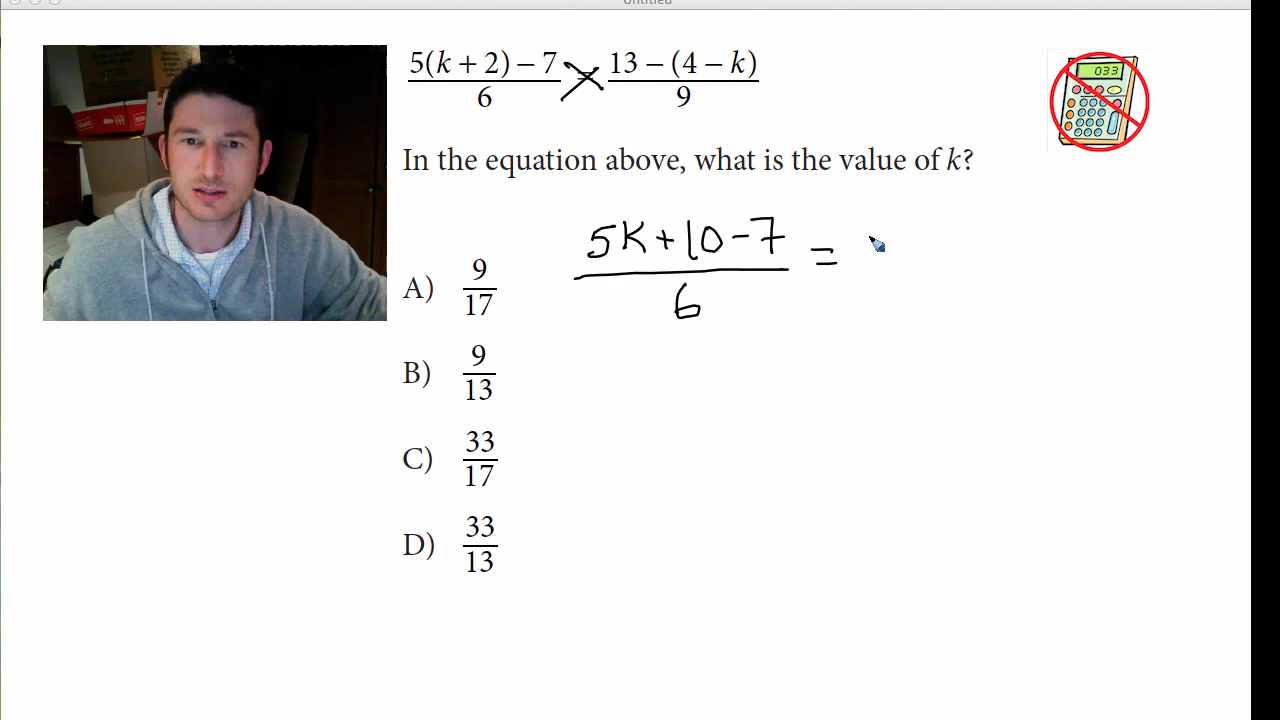 Untitled
5(k + 2) − 7 = 13 − (4 − k)
6 9
033
In the equation above, what is the value of k?
5k+10-7 =
6
A) 9/17
B) 9/13
C) 33/17
D) 33/13